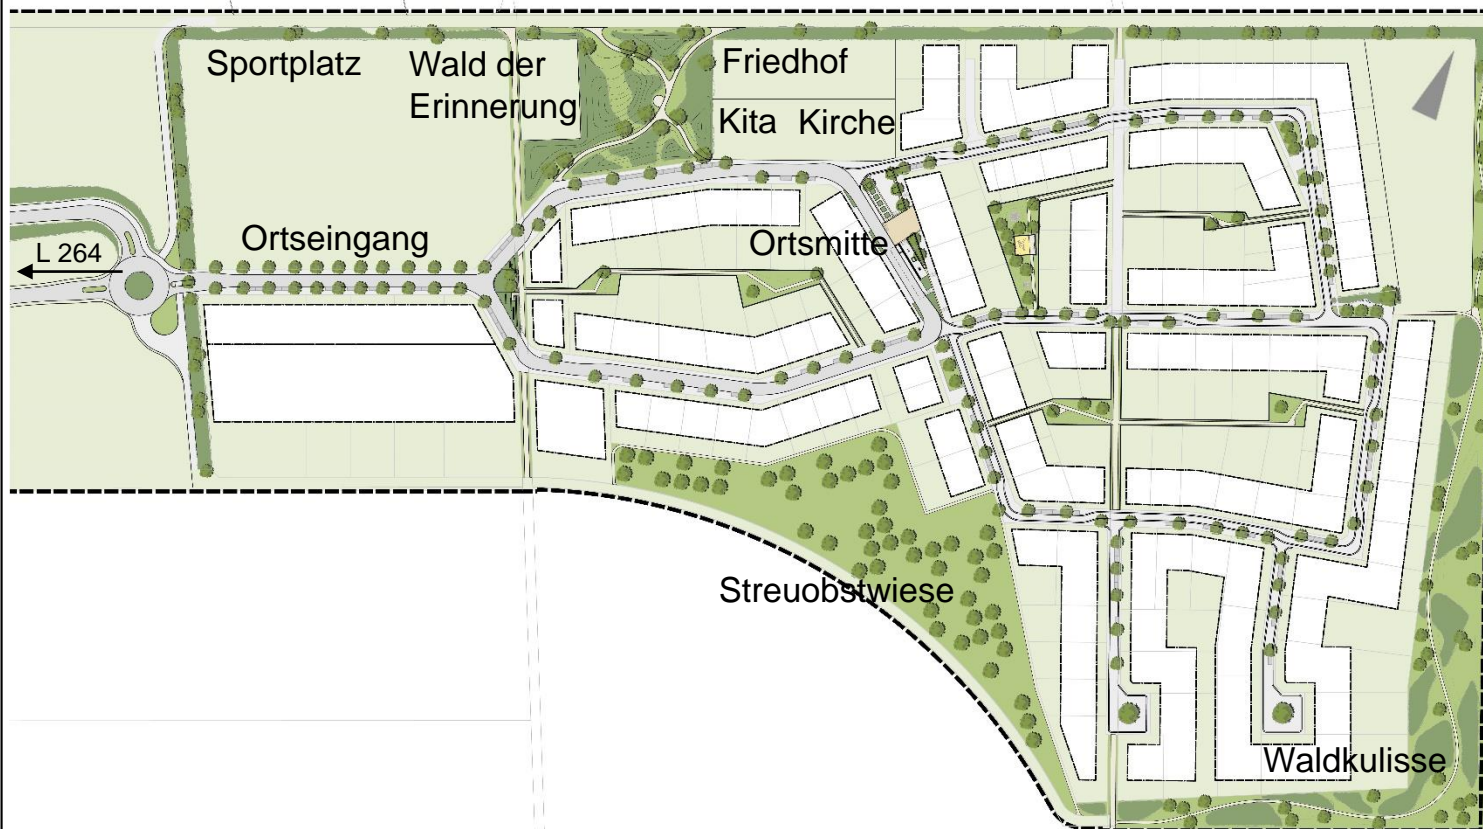 Sportplatz
Wald der
Erinnerung
Friedhof
Kita Kirche
Ortseingang
L 264
Ortsmitte
Streuobstwiese
Waldkulisse